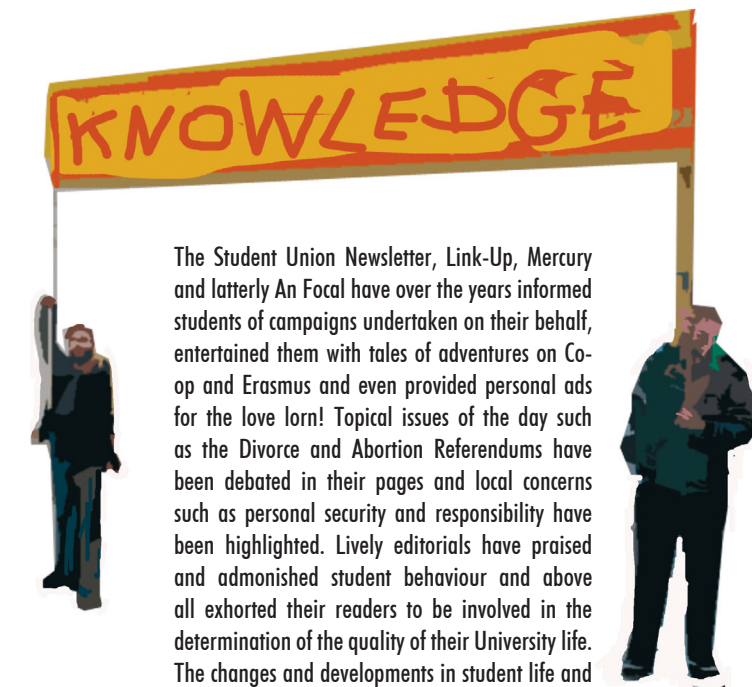 KNOWLEDGE
The Student Union Newsletter, Link-Up, Mercury
and latterly An Focal have over the years informed
students of campaigns undertaken on their behalf,
entertained them with tales of adventures on Co-
op and Erasmus and even provided personal ads
for the love lorn! Topical issues of the day such
as the Divorce and Abortion Referendums have
been debated in their pages and local concerns
such as personal security and responsibility have
been highlighted. Lively editorials have praised
and admonished student behaviour and above
all exhorted their readers to be involved in the
determination of the quality of their University life.
The changes and developments in student life and